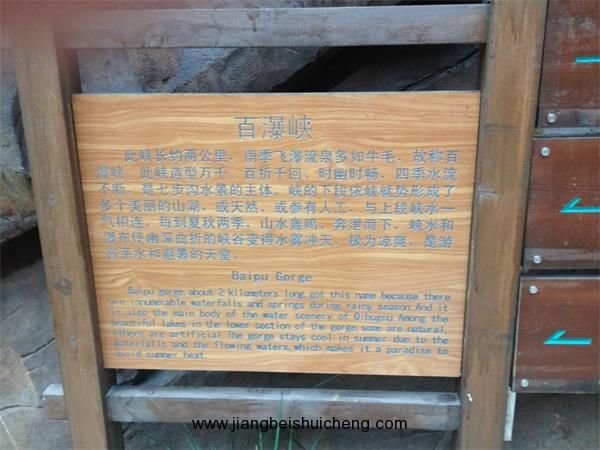 百瀑峡
此峡长约两公里，雨季飞瀑流泉多如牛毛，故称百
瀑峡。此峡造型万千，百折千回，时幽时畅，四季水流
不断，是七步沟水景的主体。峡的下段依峡就势形成了
多个美丽的山湖，或天然、或参有人工，与上段峡水一
气相连，每到夏秋两季，山水轰鸣、奔泄而下，峡水和
瀑布使幽深曲折的峡谷变得水雾冲天，极为凉爽，是游
客亲水和避暑的天堂。
Baipu Gorge
Baipu gorge,about 2 kilometers long,got this name because there
are innunerable waterfalls and springs during rainy season.And it
is also the main body of the water scenery of Qibugou.Among the
beautiful lakes in the lower section of the gorge,some are natural,
others are artificial.The gorge stays cool in summer due to the
waterfalls and the flowing waters,which makes it a paradise to
avoid summer heat.
www.jiangbeishuicheng.com